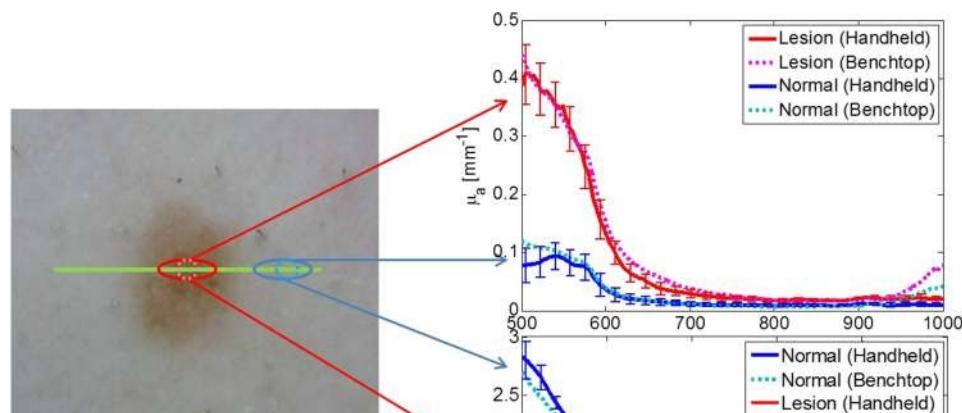 0.5
0.4
0.3
0.2
0.1
0
μa [mm-1]
Lesion (Handheld)
Lesion (Benchtop)
Normal (Handheld)
Normal (Benchtop)
500 600 700 800 900 1000
3
2.5
Normal (Handheld)
Normal (Benchtop)
Lesion (Handheld)